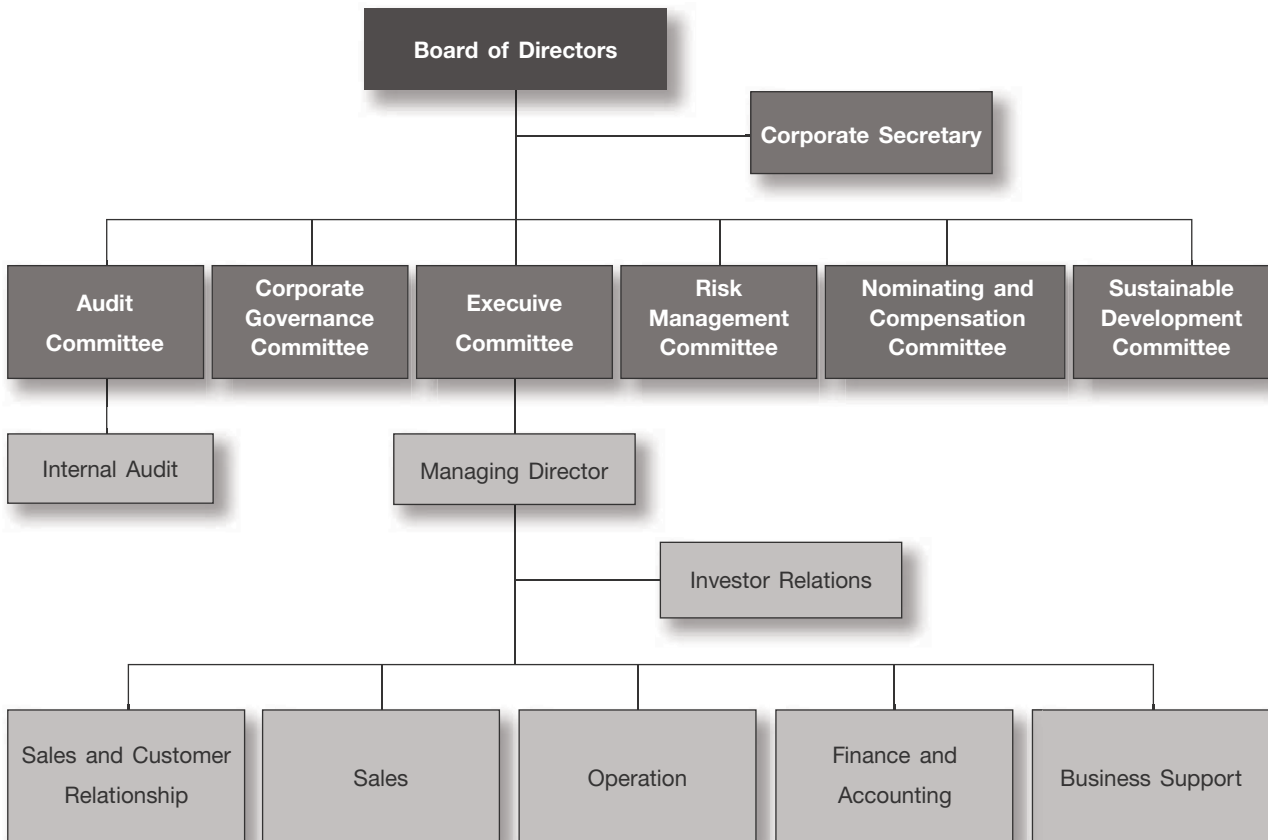 Board of Directors
Corporate Secretary
Audit
Committee
Corporate
Governance
Committee
Execuive
Committee
Risk
Management
Committee
Nominating and
Compensation
Committee
Sustainable
Development
Committee
Internal Audit
Managing Director
Investor Relations
Sales and Customer
Relationship
Sales
Operation
Finance and
Accounting
Business Support